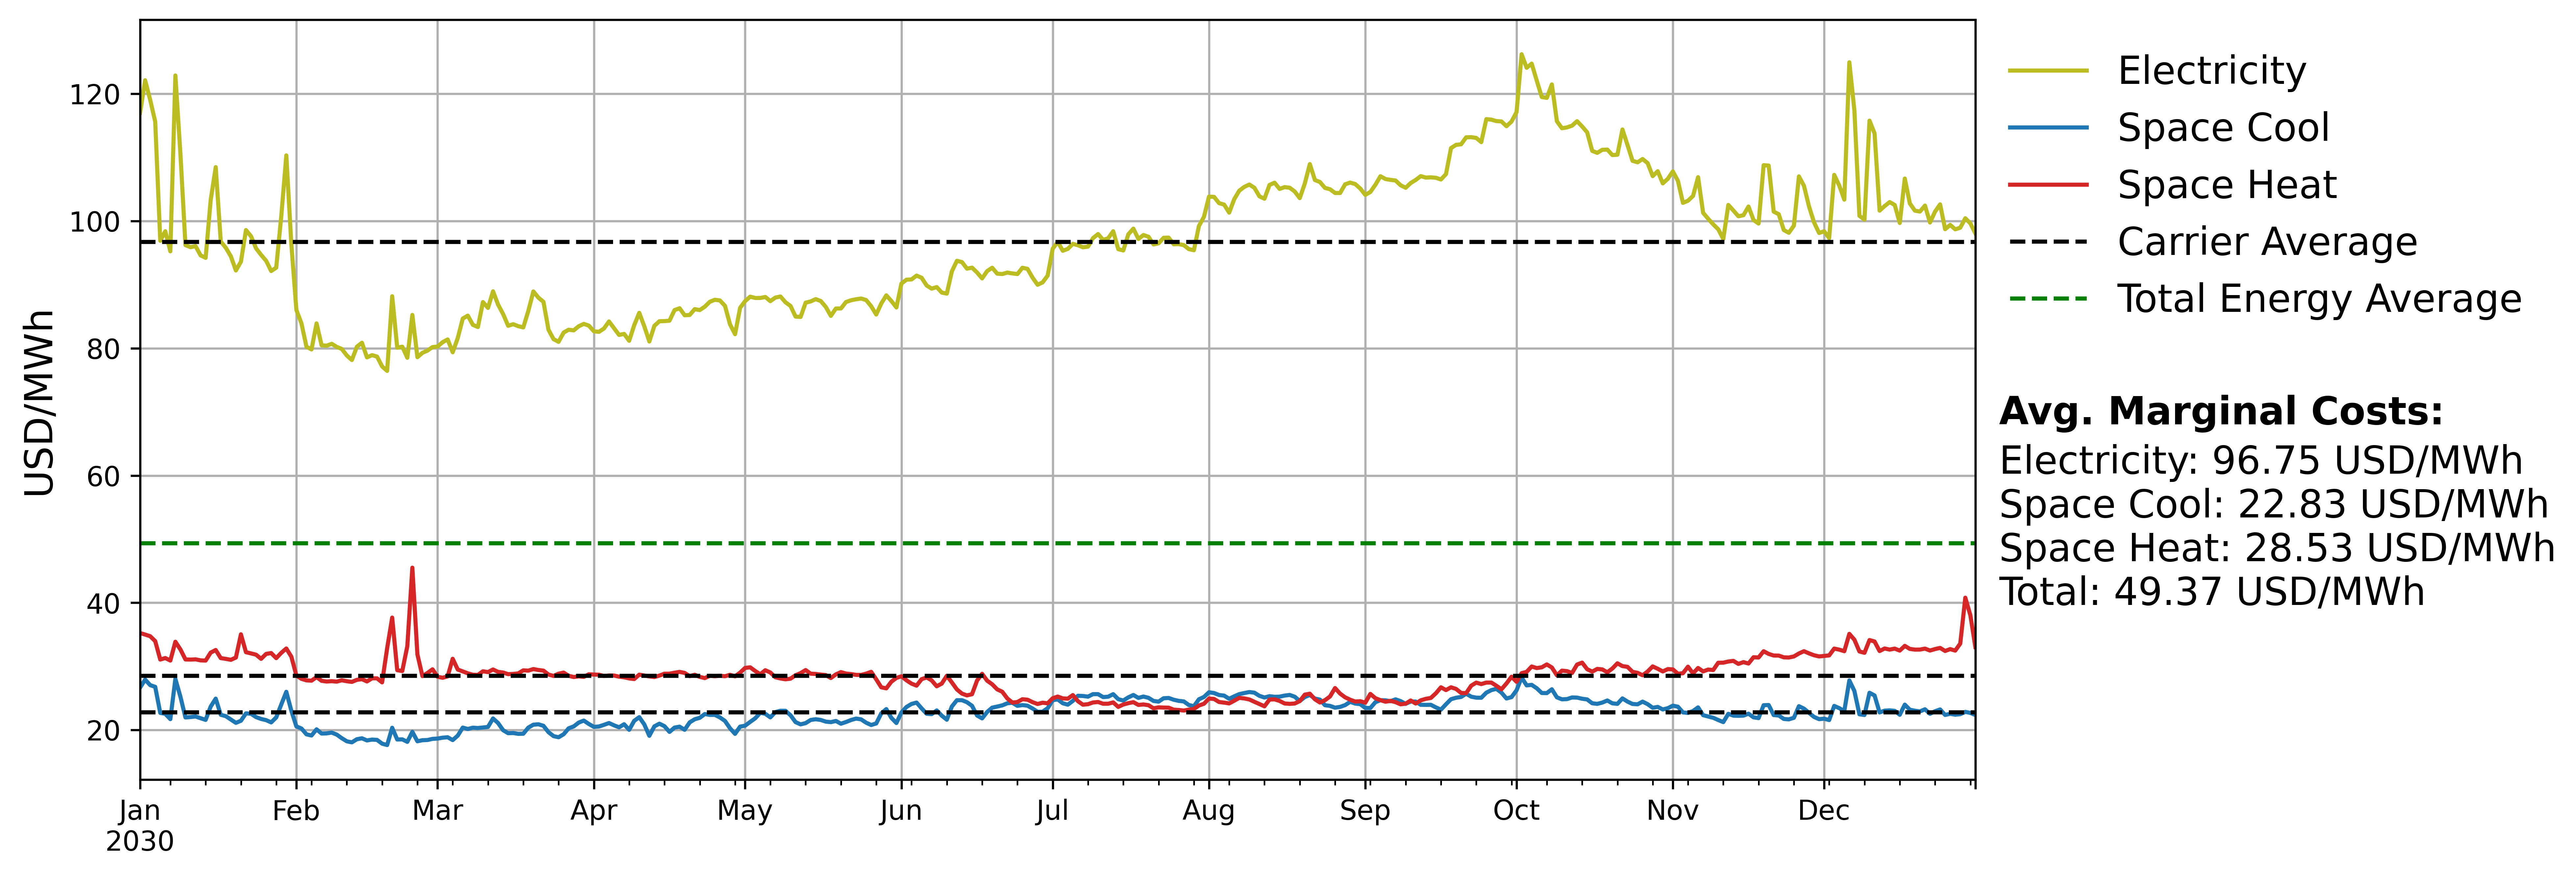 USD/MWh
120
100
80
60
40
20
Jan
2030
Feb
Mar
Apr
May
Jun
Jul
Aug
Sep
Oct
Nov
Dec
Electricity
Space Cool
Space Heat
Carrier Average
Total Energy Average
Avg. Marginal Costs:
Electricity: 96.75 USD/MWh
Space Cool: 22.83 USD/MWh
Space Heat: 28.53 USD/MWh
Total: 49.37 USD/MWh